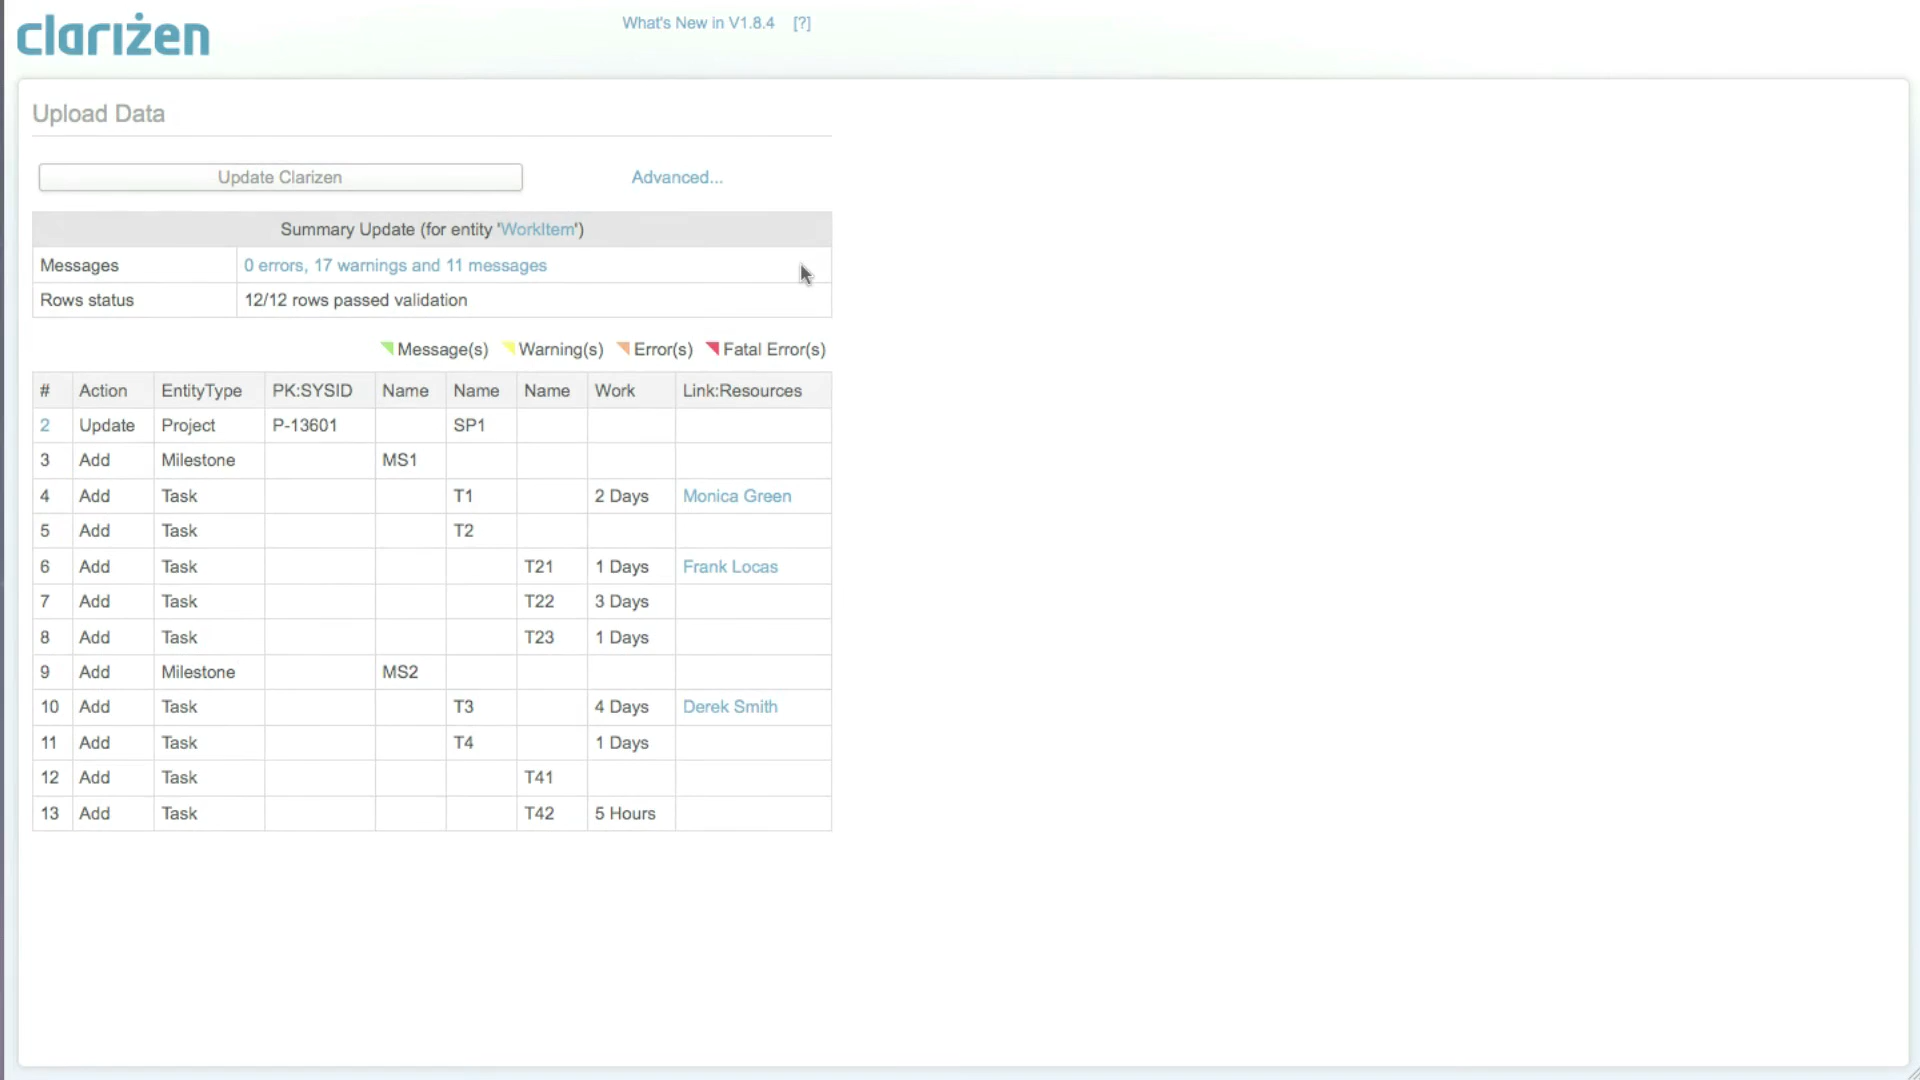 clarizen
What's New in V1.8.4 [?]
Upload Data
Update Clarizen Advanced...
Summary Update (for entity 'WorkItem')
Messages 0 errors, 17 warnings and 11 messages
Rows status 12/12 rows passed validation
Message(s) Warning(s) Error(s) Fatal Error(s)
# Action EntityType PK:SYSID Name Name Name Work Link:Resources
2 Update Project P-13601 SP1
3 Add Milestone MS1
4 Add Task T1 2 Days Monica Green
5 Add Task T2
6 Add Task T21 1 Days Frank Locas
7 Add Task T22 3 Days
8 Add Task T23 1 Days
9 Add Milestone MS2
10 Add Task T3 4 Days Derek Smith
11 Add Task T4 1 Days
12 Add Task T41
13 Add Task T42 5 Hours